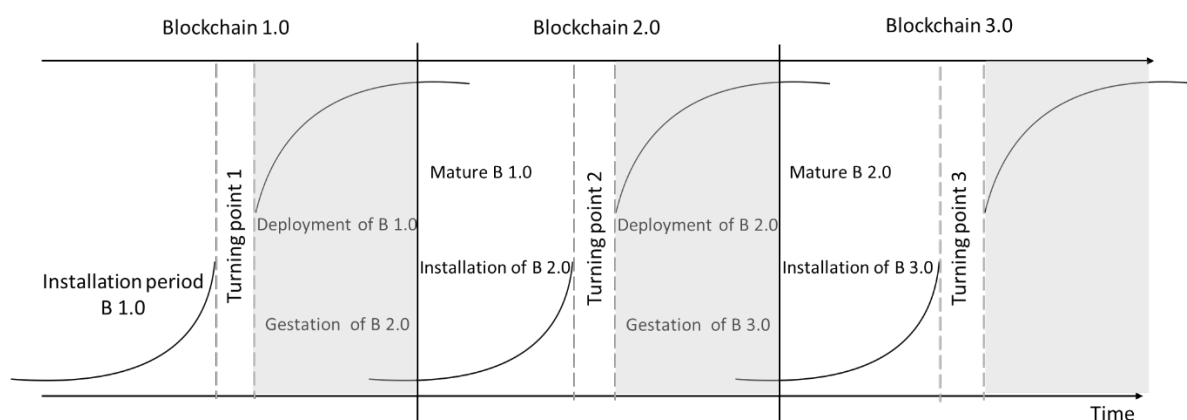 Blockchain 1.0
Blockchain 2.0
Blockchain 3.0
Installation period
B 1.0
Turning point 1
Deployment of B 1.0
Gestation of B 2.0
Mature B 1.0
Installation of B 2.0
Turning point 2
Deployment of B 2.0
Gestation of B 3.0
Mature B 2.0
Installation of B 3.0
Turning point 3
Time